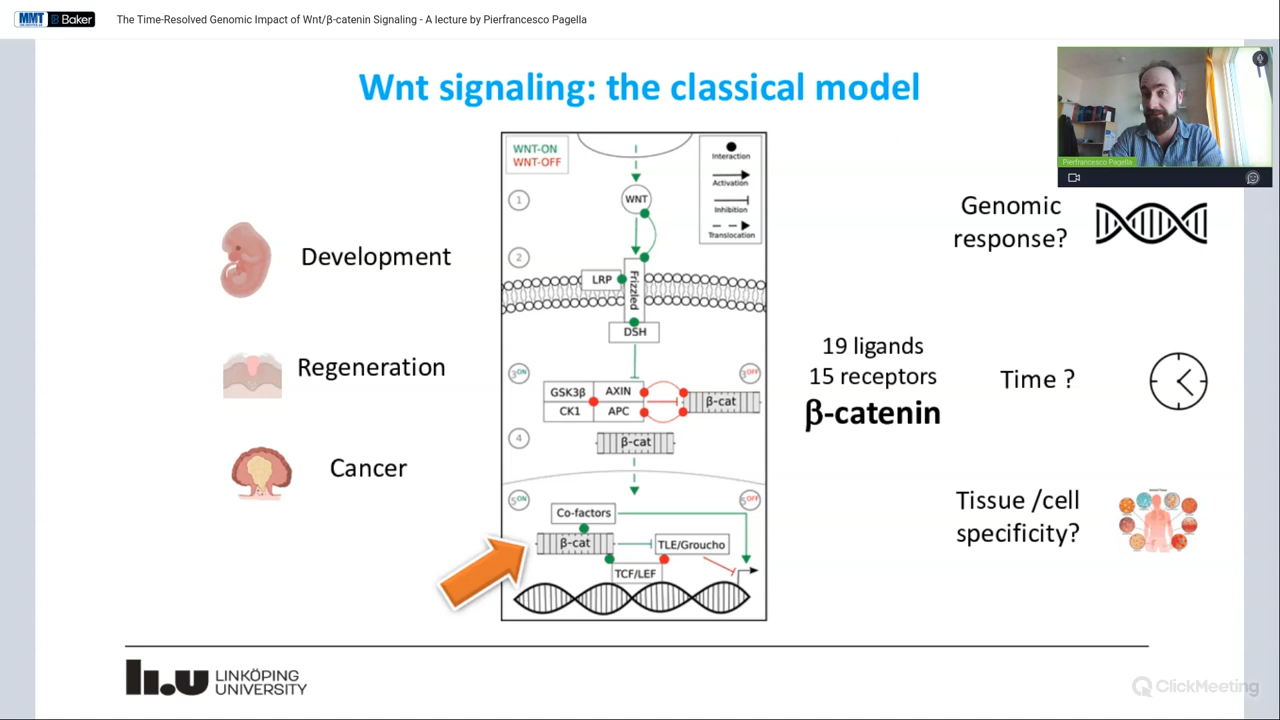 MMT
Baker
The Time-Resolved Genomic Impact of Wnt/β-catenin Signaling - A lecture by Pierfrancesco Pagella
Wnt signaling: the classical model
Pierfrancesco Pagella
WNT-ON
WNT-OFF
Interaction
Activation
Inhibition
Translocation
1
WNT
2
LRP
Frizzled
DSH
3ON
3OFF
GSK3β
AXIN
CK1
APC
β-cat
4
β-cat
5ON
5OFF
Co-factors
β-cat
TLE/Groucho
TCF/LEF
Development
Regeneration
Cancer
19 ligands
15 receptors
β-catenin
Genomic
response?
Time ?
Tissue /cell
specificity?
li.u LINKÖPING
UNIVERSITY
ClickMeeting